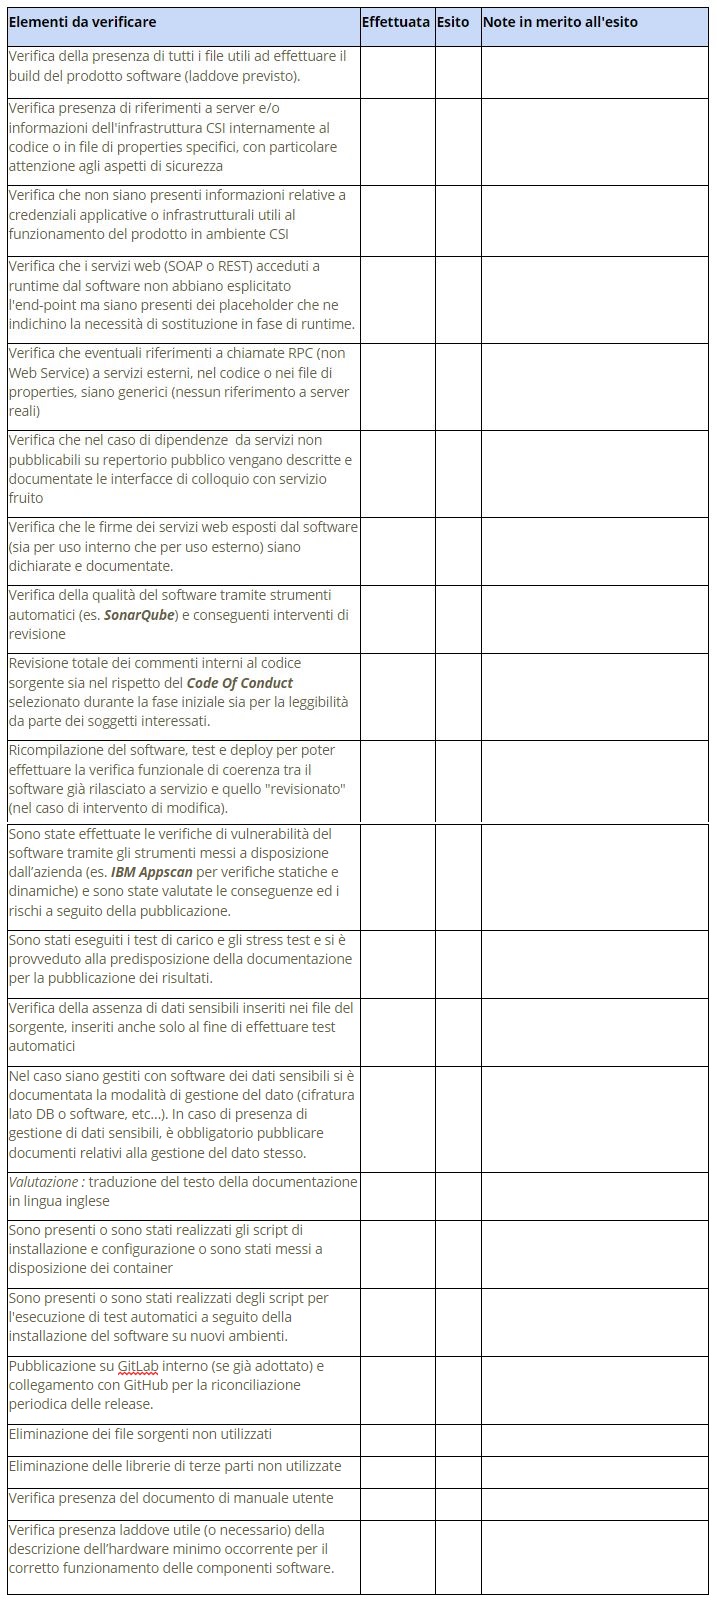 Elementi da verificare Effettuata Esito Note in merito all'esito
Verifica della presenza di tutti i file utili ad effettuare il
build del prodotto software (laddove previsto).
Verifica presenza di riferimenti a server e/o
informazioni dell'infrastruttura CSI internamente al
codice o in file di properties specifici, con particolare
attenzione agli aspetti di sicurezza
Verifica che non siano presenti informazioni relative a
credenziali applicative o infrastrutturali utili al
funzionamento del prodotto in ambiente CSI
Verifica che i servizi web (SOAP o REST) acceduti a
runtime dal software non abbiano esplicitato
l'end-point ma siano presenti dei placeholder che ne
indichino la necessità di sostituzione in fase di runtime.
Verifica che eventuali riferimenti a chiamate RPC (non
Web Service) a servizi esterni, nel codice o nei file di
properties, siano generici (nessun riferimento a server
reali)
Verifica che nel caso di dipendenze  da servizi non
pubblicabili su repertorio pubblico vengano descritte e
documentate le interfacce di colloquio con servizio
fruito
Verifica che le firme dei servizi web esposti dal software
(sia per uso interno che per uso esterno) siano
dichiarate e documentate.
Verifica della qualità del software tramite strumenti
automatici (es. SonarQube) e conseguenti interventi di
revisione
Revisione totale dei commenti interni al codice
sorgente sia nel rispetto del Code Of Conduct
selezionato durante la fase iniziale sia per la leggibilità
da parte dei soggetti interessati.
Ricompilazione del software, test e deploy per poter
effettuare la verifica funzionale di coerenza tra il
software già rilasciato a servizio e quello "revisionato"
(nel caso di intervento di modifica).
Sono state effettuate le verifiche di vulnerabilità del
software tramite gli strumenti messi a disposizione
dall’azienda (es. IBM Appscan per verifiche statiche e
dinamiche) e sono state valutate le conseguenze ed i
rischi a seguito della pubblicazione.
Sono stati eseguiti i test di carico e gli stress test e si è
provveduto alla predisposizione della documentazione
per la pubblicazione dei risultati.
Verifica della assenza di dati sensibili inseriti nei file del
sorgente, inseriti anche solo al fine di effettuare test
automatici
Nel caso siano gestiti con software dei dati sensibili si è
documentata la modalità di gestione del dato (cifratura
lato DB o software, etc…). In caso di presenza di
gestione di dati sensibili, è obbligatorio pubblicare
documenti relativi alla gestione del dato stesso.
Valutazione : traduzione del testo della documentazione
in lingua inglese
Sono presenti o sono stati realizzati gli script di
installazione e configurazione o sono stati messi a
disposizione dei container
Sono presenti o sono stati realizzati degli script per
l'esecuzione di test automatici a seguito della
installazione del software su nuovi ambienti.
Pubblicazione su GitLab interno (se già adottato) e
collegamento con GitHub per la riconciliazione
periodica delle release.
Eliminazione dei file sorgenti non utilizzati
Eliminazione delle librerie di terze parti non utilizzate
Verifica presenza del documento di manuale utente
Verifica presenza laddove utile (o necessario) della
descrizione dell’hardware minimo occorrente per il
corretto funzionamento delle componenti software.